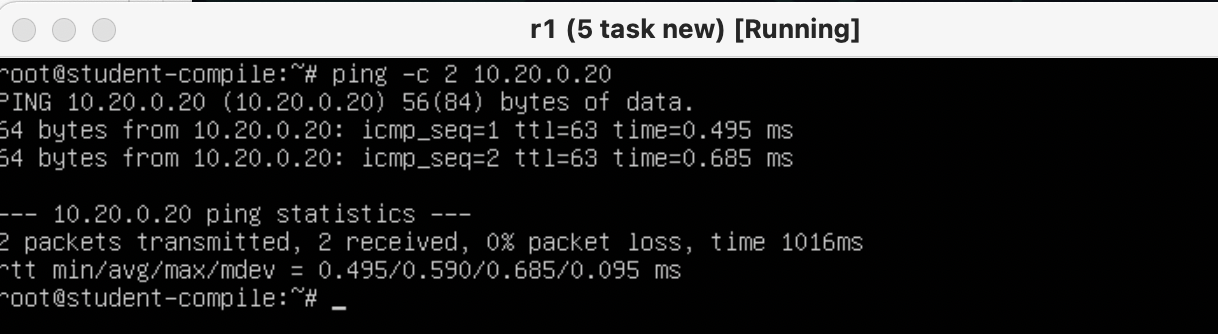 r1 (5 task new) [Running]
root@student-compile:~# ping -c 2 10.20.0.20
PING 10.20.0.20 (10.20.0.20) 56(84) bytes of data.
64 bytes from 10.20.0.20: icmp_seq=1 ttl=63 time=0.495 ms
64 bytes from 10.20.0.20: icmp_seq=2 ttl=63 time=0.685 ms
--- 10.20.0.20 ping statistics ---
2 packets transmitted, 2 received, 0% packet loss, time 1016ms
rtt min/avg/max/mdev = 0.495/0.590/0.685/0.095 ms
root@student-compile:~# _